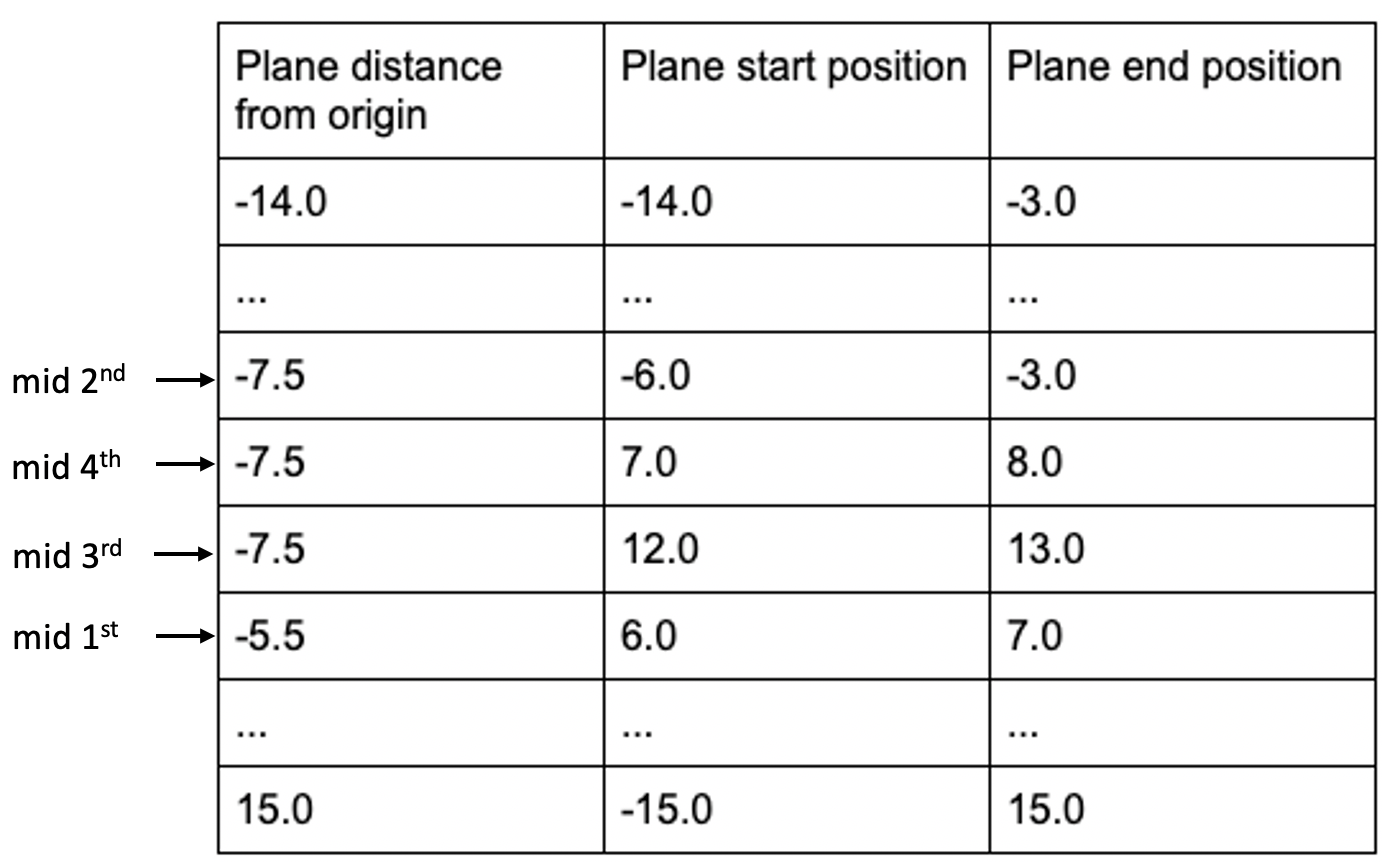 Plane distance from origin Plane start position Plane end position
-14.0 -14.0 -3.0
... ... ...
mid 2nd -7.5 -6.0 -3.0
mid 4th -7.5 7.0 8.0
mid 3rd -7.5 12.0 13.0
mid 1st -5.5 6.0 7.0
... ... ...
15.0 -15.0 15.0